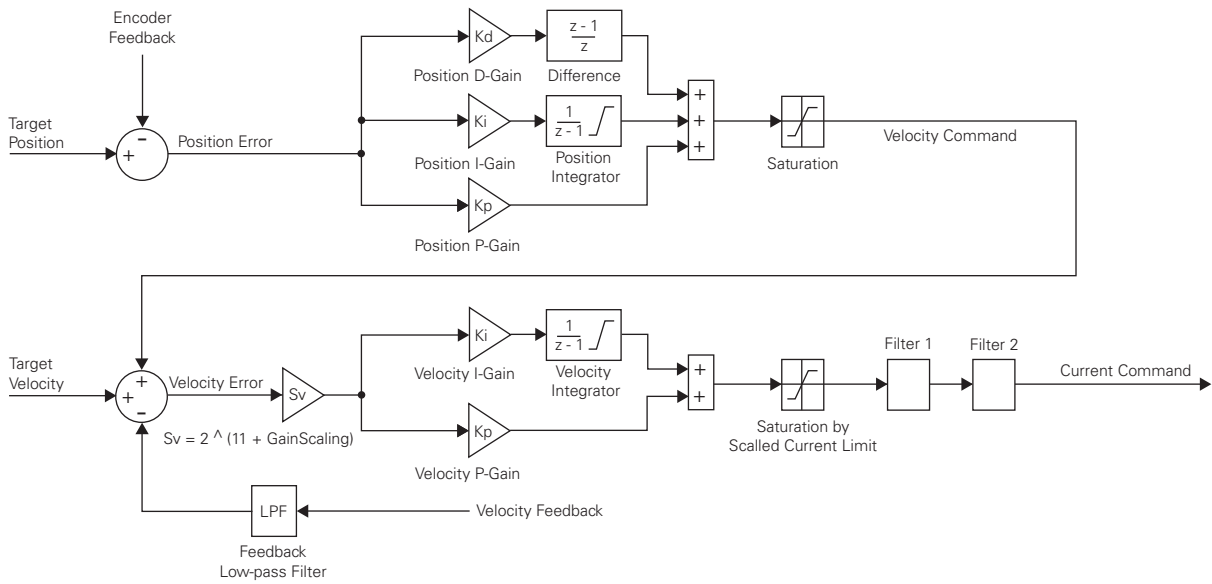 Encoder
Feedback
-
Target
Position
+
Position Error
Kd
Position D-Gain
z - 1
z
Difference
Ki
Position I-Gain
1
z - 1
Position
Integrator
Kp
Position P-Gain
+
+
+
Saturation
Velocity Command
Target
Velocity
+
+
-
Velocity Error
Sv
Sv = 2 ^ (11 + GainScaling)
Ki
Velocity I-Gain
1
z - 1
Velocity
Integrator
Kp
Velocity P-Gain
+
+
Saturation by
Scalled Current Limit
Filter 1
Filter 2
Current Command
LPF
Feedback
Low-pass Filter
Velocity Feedback